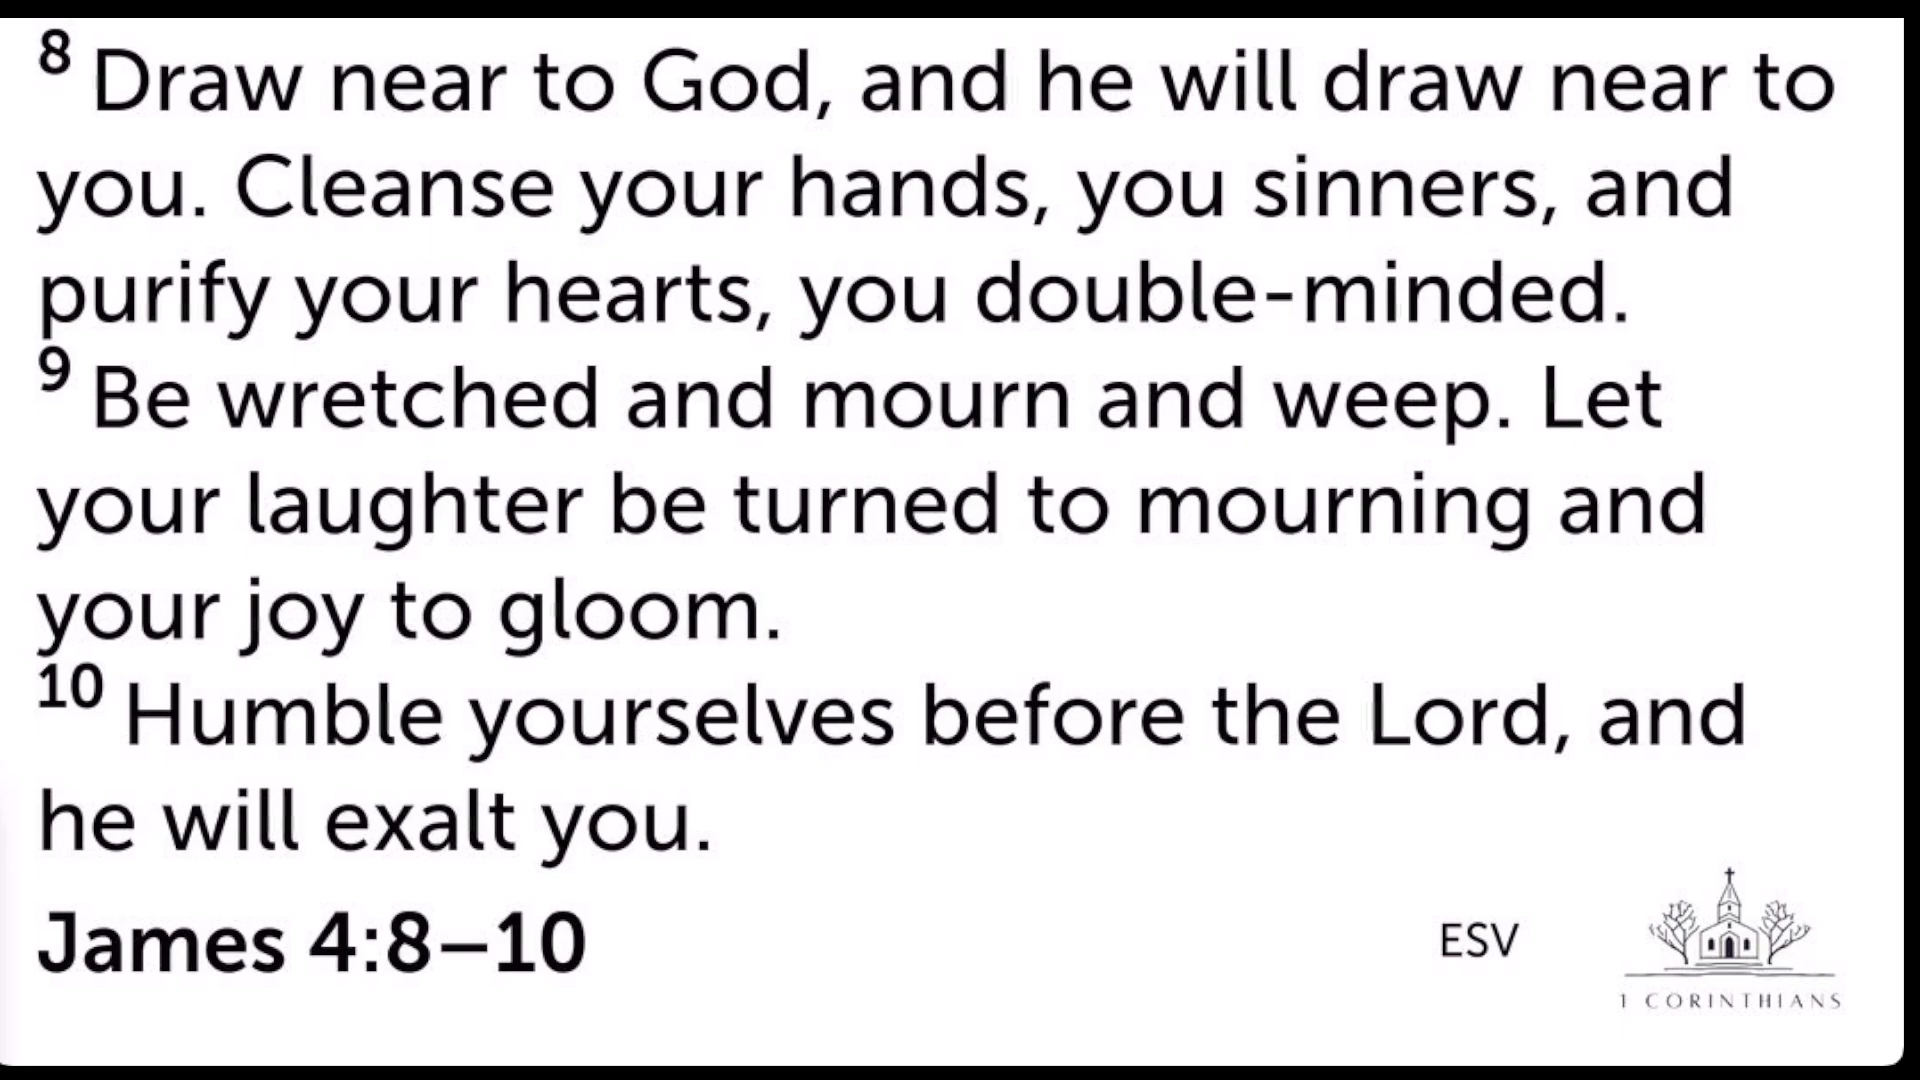 8 Draw near to God, and he will draw near to
you. Cleanse your hands, you sinners, and
purify your hearts, you double-minded.
9 Be wretched and mourn and weep. Let
your laughter be turned to mourning and
your joy to gloom.
10 Humble yourselves before the Lord, and
he will exalt you.
James 4:8–10
ESV
1 CORINTHIANS